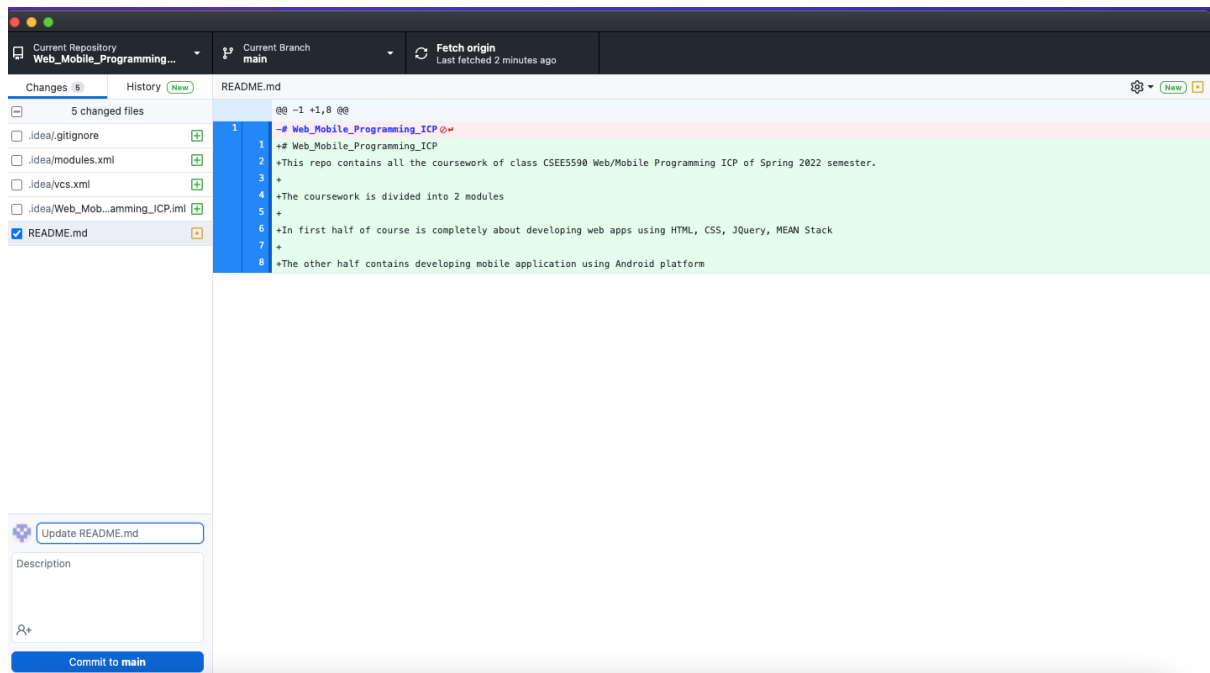 Current Repository
Web_Mobile_Programming...
Current Branch
main
Fetch origin
Last fetched 2 minutes ago
Changes 5
History New
README.md
New
5 changed files
@@ -1 +1,8 @@
.idea/.gitignore
.idea/modules.xml
.idea/vcs.xml
.idea/Web_Mob...amming_ICP.iml
README.md
1 -# Web_Mobile_Programming_ICP
1 +# Web_Mobile_Programming_ICP
2 +This repo contains all the coursework of class CSEE5590 Web/Mobile Programming ICP of Spring 2022 semester.
3 +
4 +The coursework is divided into 2 modules
5 +
6 +In first half of course is completely about developing web apps using HTML, CSS, JQuery, MEAN Stack
7 +
8 +The other half contains developing mobile application using Android platform
Update README.md
Description
Commit to main